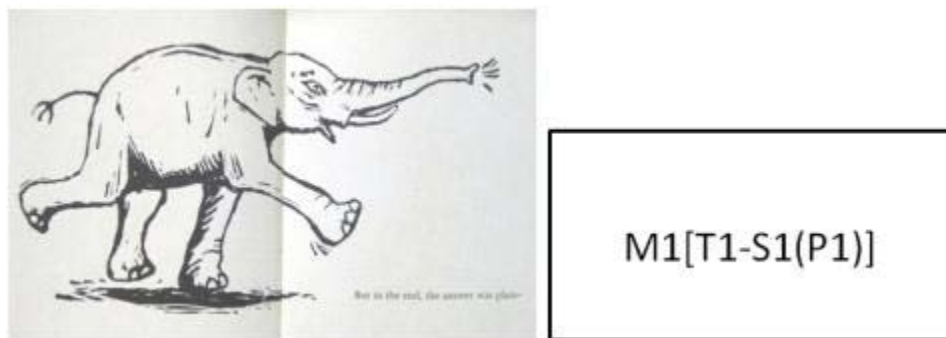 But in the end, the answer was plain-
M1[T1-S1(P1)]